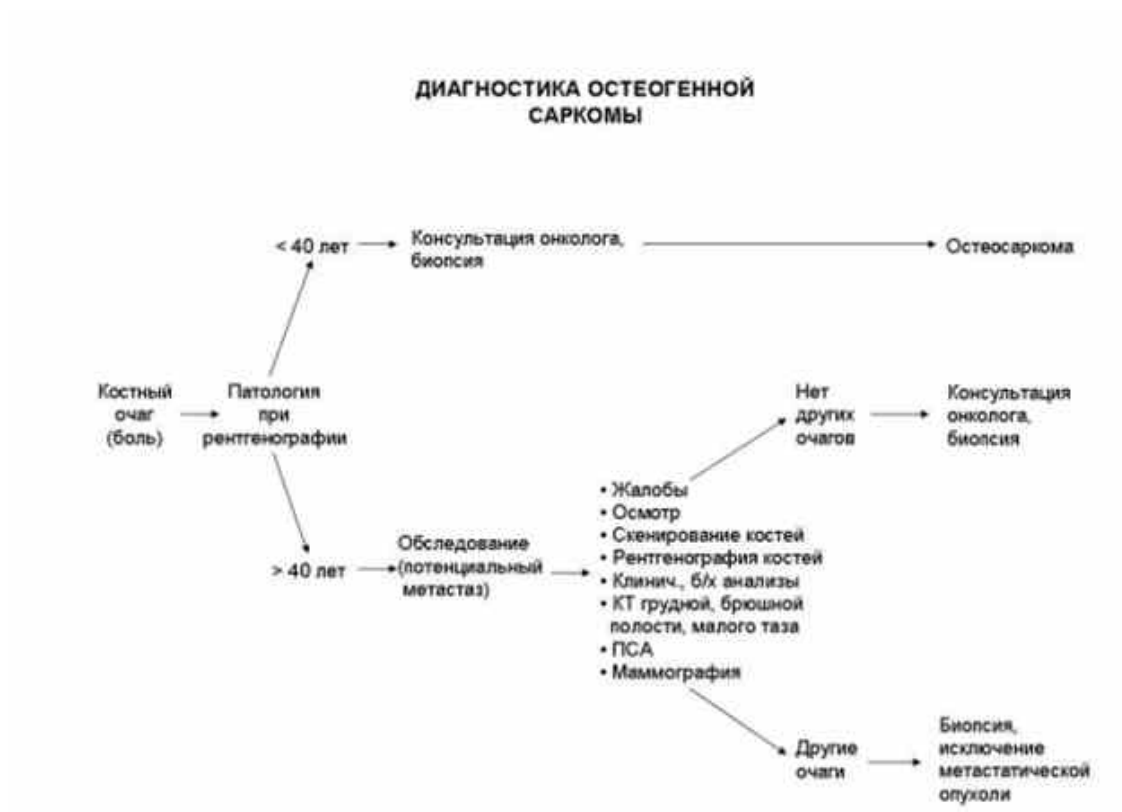 ДИАГНОСТИКА ОСТЕОГЕННОЙ
САРКОМЫ
< 40 лет
Консультация онколога,
биопсия
Остеосаркома
Костный
очаг
(боль)
Патология
при
рентгенографии
> 40 лет
Обследование
(потенциальный
метастаз)
• Жалобы
• Осмотр
• Скенирование костей
• Рентгенография костей
• Клинич., б/х анализы
• КТ грудной, брюшной
полости, малого таза
• ПСА
• Маммография
Нет
других
очагов
Консультация
онколога,
биопсия
Другие
очаги
Биопсия,
исключение
метастатической
опухоли